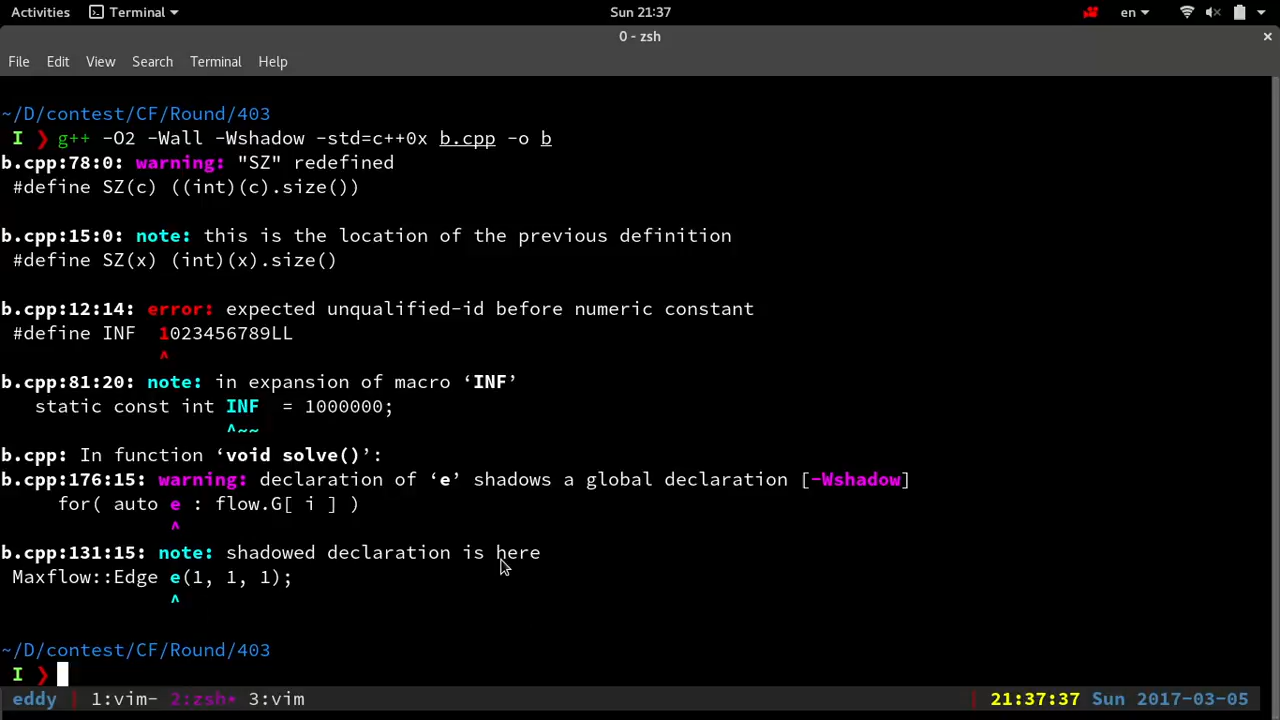 Activities Terminal Sun 21:37 en
0 - zsh
File Edit View Search Terminal Help
~/D/contest/CF/Round/403
I ❯ g++ -O2 -Wall -Wshadow -std=c++0x b.cpp -o b
b.cpp:78:0: warning: "SZ" redefined
#define SZ(c) ((int)(c).size())
b.cpp:15:0: note: this is the location of the previous definition
#define SZ(x) (int)(x).size()
b.cpp:12:14: error: expected unqualified-id before numeric constant
#define INF  1023456789LL
^
b.cpp:81:20: note: in expansion of macro ‘INF’
static const int INF  = 1000000;
^~~
b.cpp: In function ‘void solve()’:
b.cpp:176:15: warning: declaration of ‘e’ shadows a global declaration [-Wshadow]
for( auto e : flow.G[ i ] )
^
b.cpp:131:15: note: shadowed declaration is here
Maxflow::Edge e(1, 1, 1);
^
~/D/contest/CF/Round/403
I ❯
eddy 1:vim- 2:zsh• 3:vim 21:37:37 Sun 2017-03-05